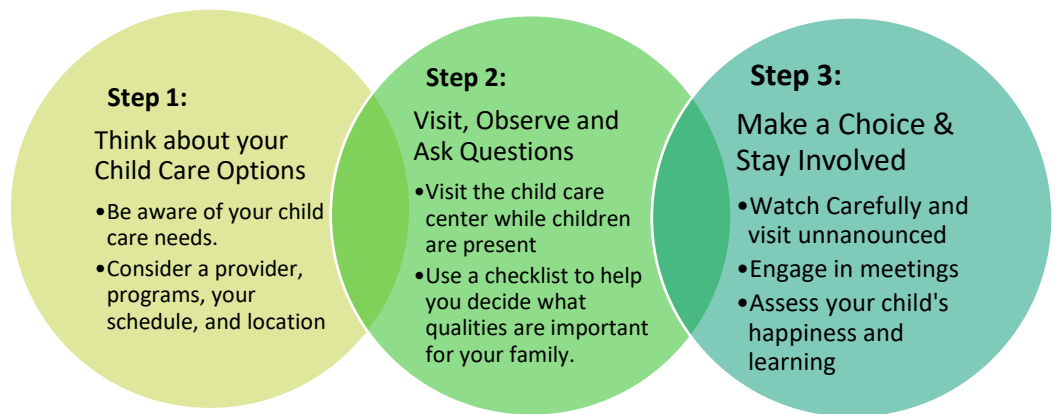 Step 1:
Think about your
Child Care Options
•Be aware of your child
care needs.
•Consider a provider,
programs, your
schedule, and location
Step 2:
Visit, Observe and
Ask Questions
•Visit the child care
center while children
are present
•Use a checklist to help
you decide what
qualities are important
for your family.
Step 3:
Make a Choice &
Stay Involved
•Watch Carefully and
visit unnanounced
•Engage in meetings
•Assess your child's
happiness and
learning